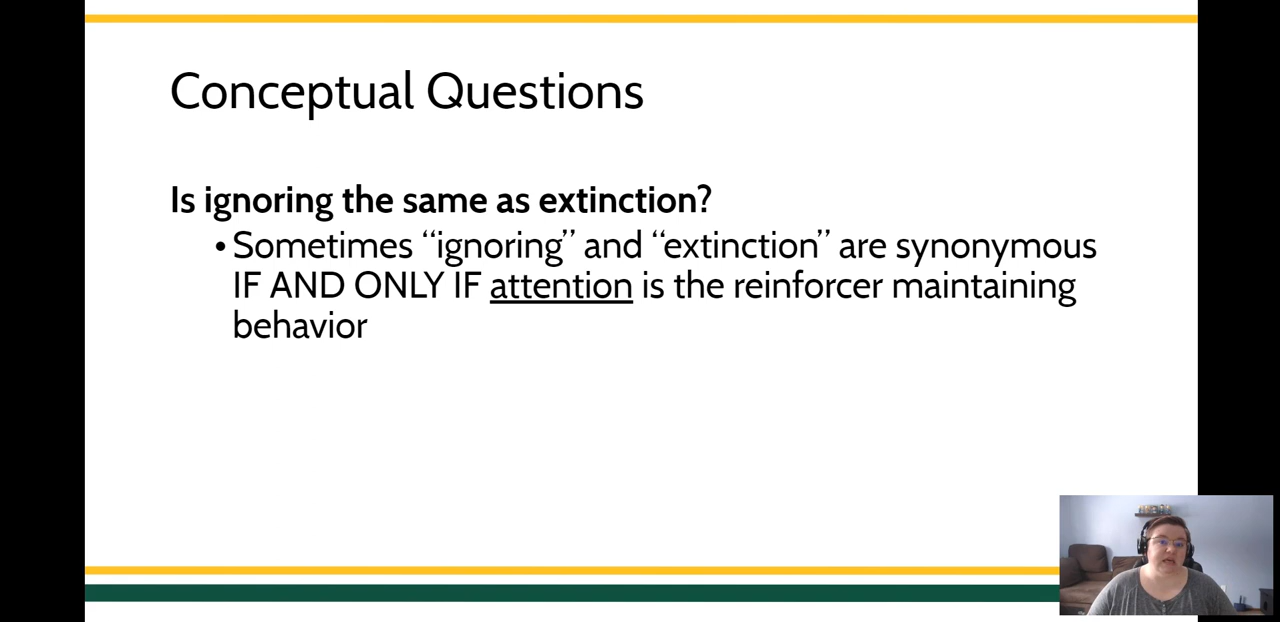 Conceptual Questions
Is ignoring the same as extinction?
• Sometimes “ignoring” and “extinction” are synonymous
IF AND ONLY IF attention is the reinforcer maintaining
behavior